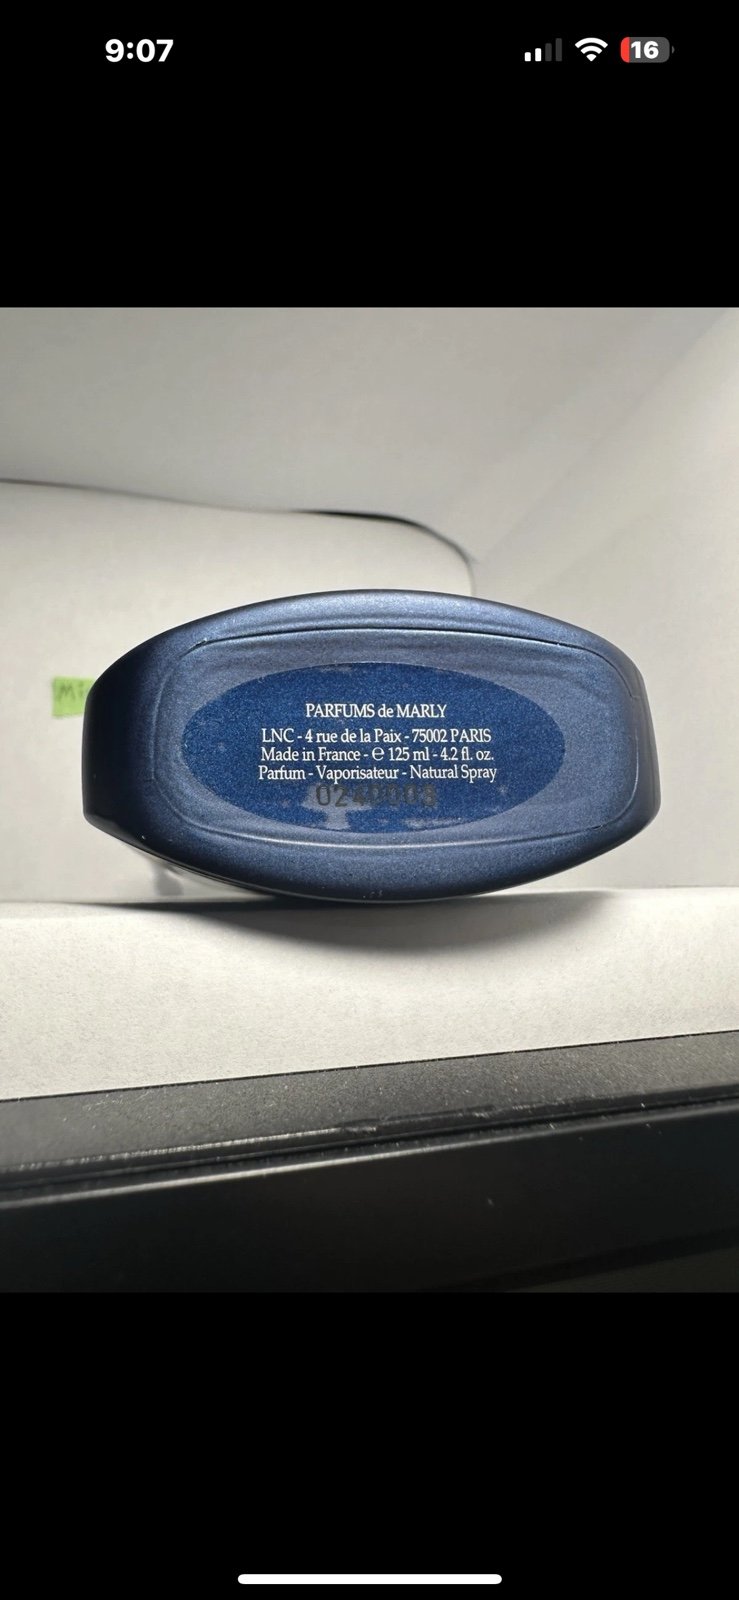 9:07
16
PARFUMS de MARLY
LNC - 4 rue de la Paix - 75002 PARIS
Made in France - ℮ 125 ml - 4.2 fl. oz.
Parfum - Vaporisateur - Natural Spray